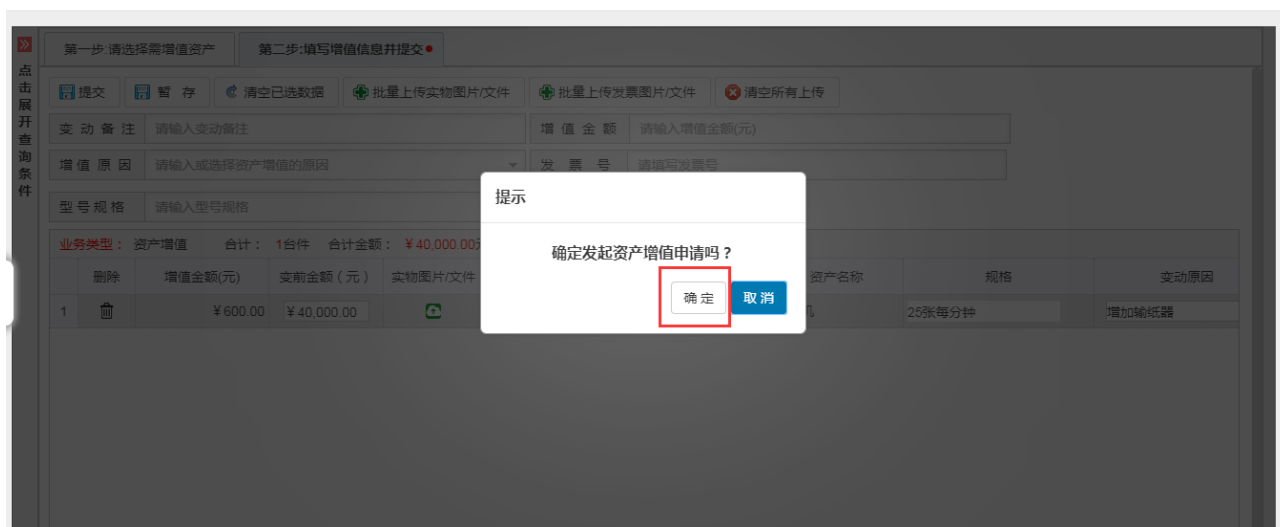 点击展开查询条件
第一步:请选择需增值资产 第二步:填写增值信息并提交
提交 暂 存 清空已选数据 批量上传实物图片/文件 批量上传发票图片/文件 清空所有上传
变动备注 请输入变动备注 增值金额 请输入增值金额(元)
增值原因 请输入或选择资产增值的原因 发 票 号 请填写发票号
型号规格 请输入型号规格
提示
业务类型： 资产增值 合计： 1台件 合计金额： ￥40,000.00
确定发起资产增值申请吗？
删除 增值金额(元) 变前金额（元） 实物图片/文件 资产名称 规格 变动原因
确定 取消
1 ￥600.00 ￥40,000.00 25张每分钟 增加输纸器